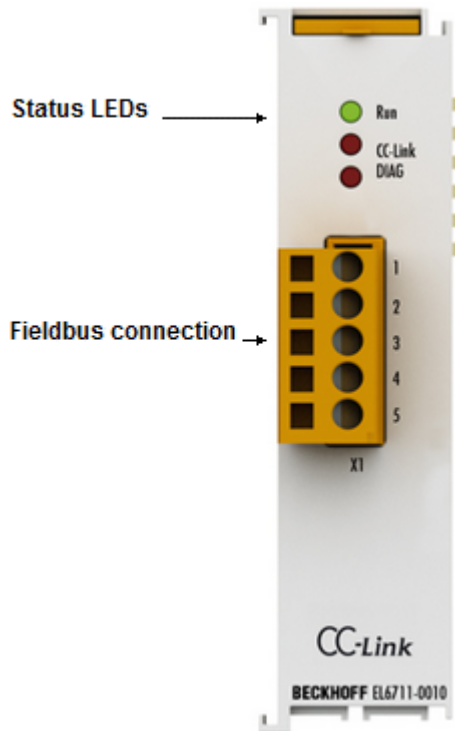 Status LEDs
Run
CC-Link
DIAG
1
2
Fieldbus connection
3
4
5
X1
CC-Link
BECKHOFF EL6711-0010